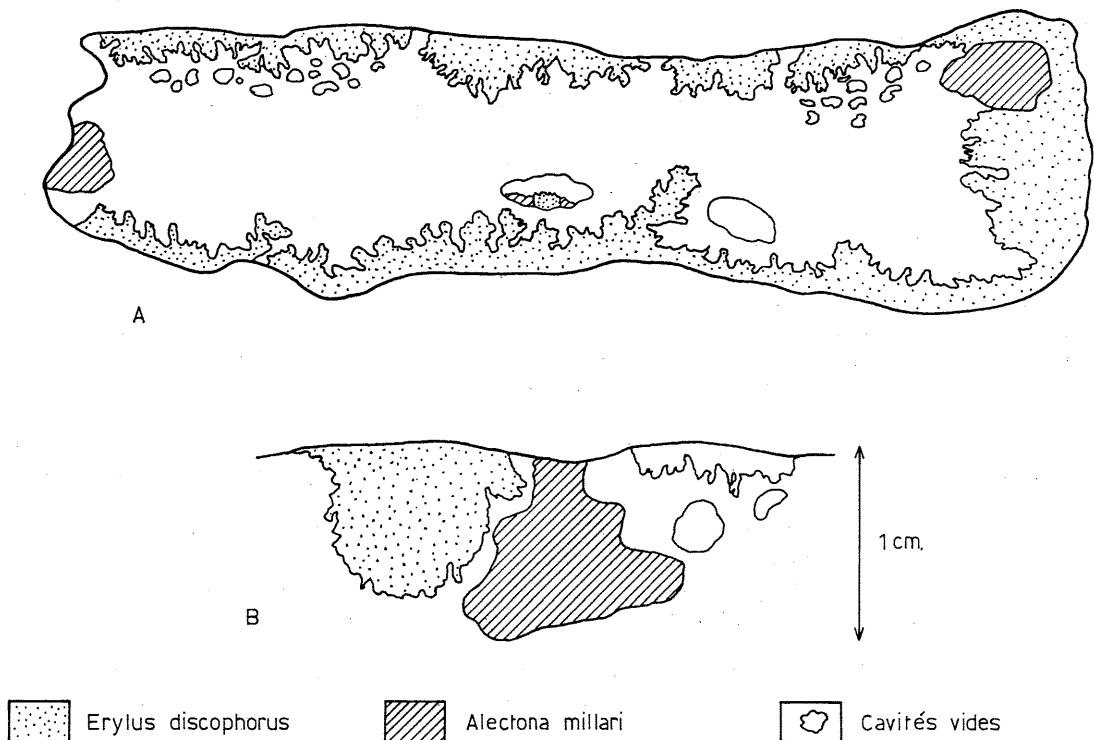 A
B
1 cm.
Erylus discophorus
Alectona millari
Cavités vides